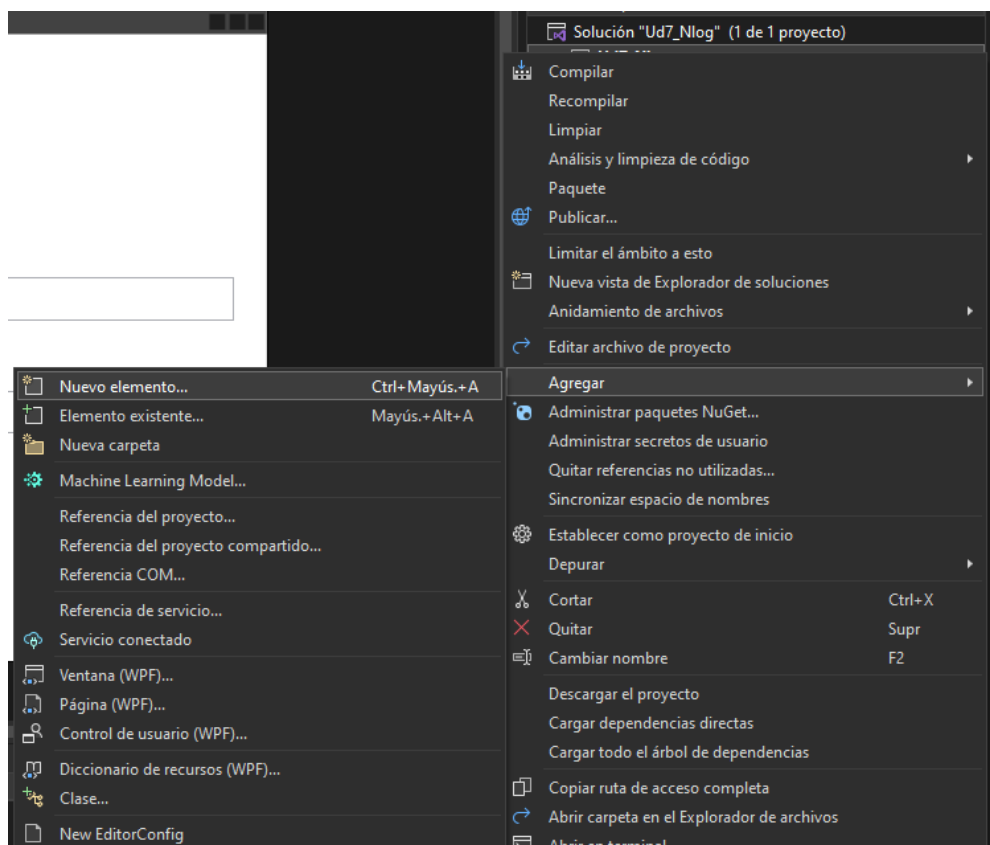 Solución "Ud7_Nlog" (1 de 1 proyecto)
Compilar
Recompilar
Limpiar
Análisis y limpieza de código
Paquete
Publicar...
Limitar el ámbito a esto
Nueva vista de Explorador de soluciones
Anidamiento de archivos
Editar archivo de proyecto
Agregar
Administrar paquetes NuGet...
Administrar secretos de usuario
Quitar referencias no utilizadas...
Sincronizar espacio de nombres
Establecer como proyecto de inicio
Depurar
Cortar Ctrl+X
Quitar Supr
Cambiar nombre F2
Descargar el proyecto
Cargar dependencias directas
Cargar todo el árbol de dependencias
Copiar ruta de acceso completa
Abrir carpeta en el Explorador de archivos
Abrir en terminal
Nuevo elemento... Ctrl+Mayús.+A
Elemento existente... Mayús.+Alt+A
Nueva carpeta
Machine Learning Model...
Referencia del proyecto...
Referencia del proyecto compartido...
Referencia COM...
Referencia de servicio...
Servicio conectado
Ventana (WPF)...
Página (WPF)...
Control de usuario (WPF)...
Diccionario de recursos (WPF)...
Clase...
New EditorConfig